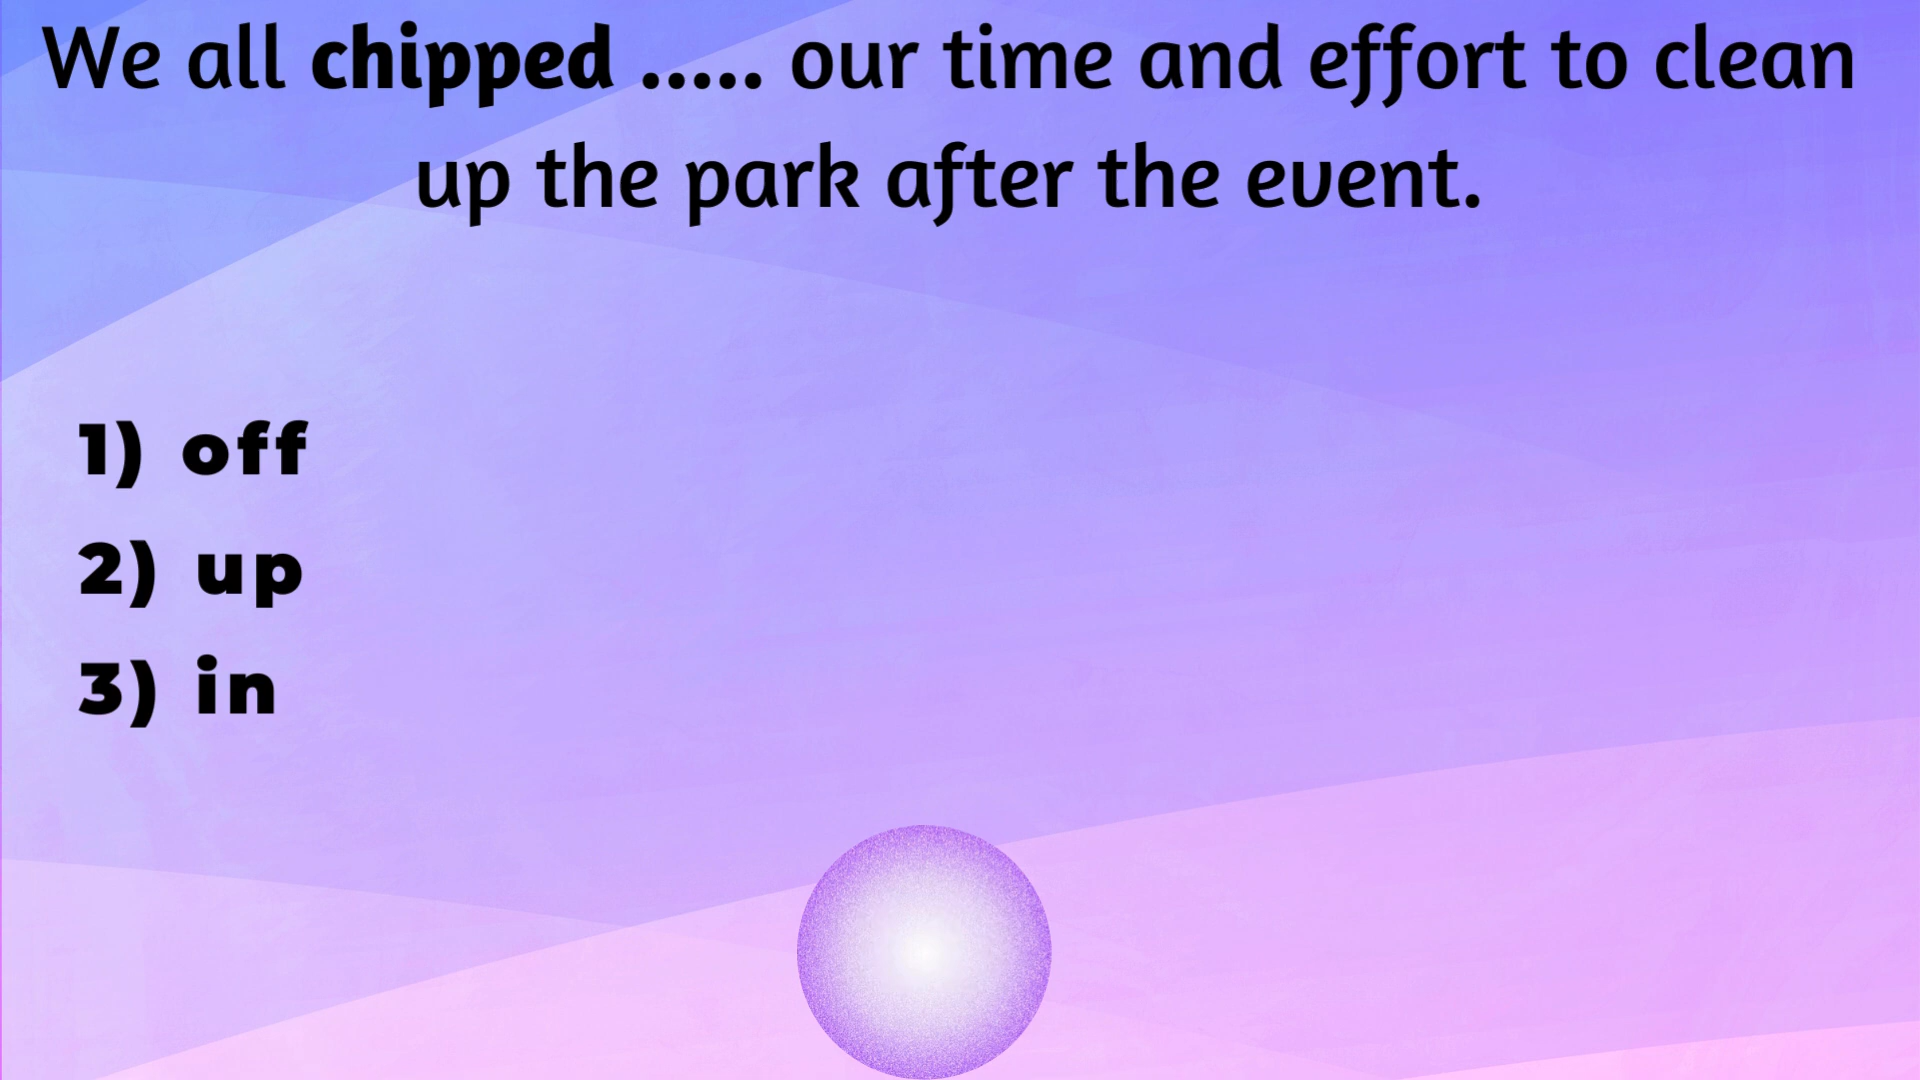 We all chipped ..... our time and effort to clean
up the park after the event.
1) off
2) up
3) in